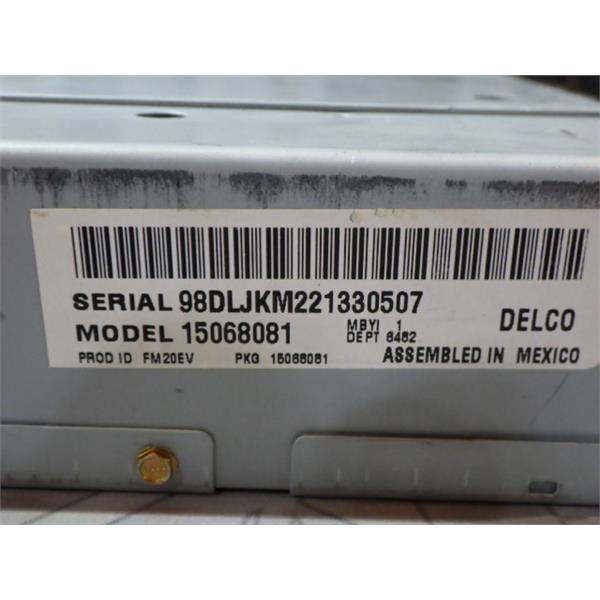 SERIAL 98DLJKM221330507
MODEL 15068081 MBYI 1 DELCO
DEPT 6482
PROD ID FM20EV PKG 15068081 ASSEMBLED IN MEXICO